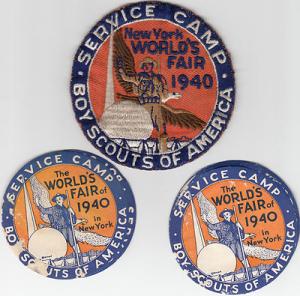 SERVICE CAMP
New York
WORLD'S
FAIR
1940
BOY SCOUTS OF AMERICA
SERVICE CAMP
The
WORLD'S
FAIR of
1940
in
New York
BOY SCOUTS OF AMERICA
SERVICE CAMP
The
WORLD'S
FAIR of
1940
in
New York
BOY SCOUTS OF AMERICA